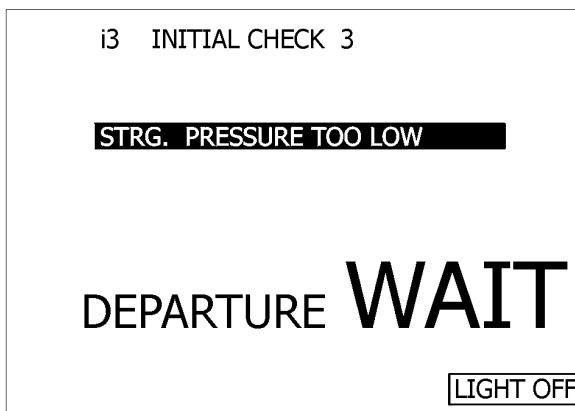 i3 INITIAL CHECK 3
STRG. PRESSURE TOO LOW
DEPARTURE WAIT
LIGHT OFF